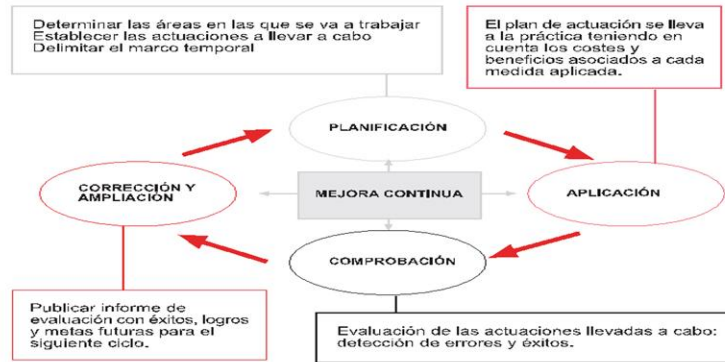 Determinar las áreas en las que se va a trabajar
Establecer las actuaciones a llevar a cabo
Delimitar el marco temporal
El plan de actuación se lleva
a la práctica teniendo en
cuenta los costes y
beneficios asociados a cada
medida aplicada.
PLANIFICACIÓN
CORRECCIÓN Y
AMPLIACIÓN
MEJORA CONTINUA
APLICACIÓN
COMPROBACIÓN
Publicar informe de
evaluación con éxitos, logros
y metas futuras para el
siguiente ciclo.
Evaluación de las actuaciones llevadas a cabo:
detección de errores y éxitos.